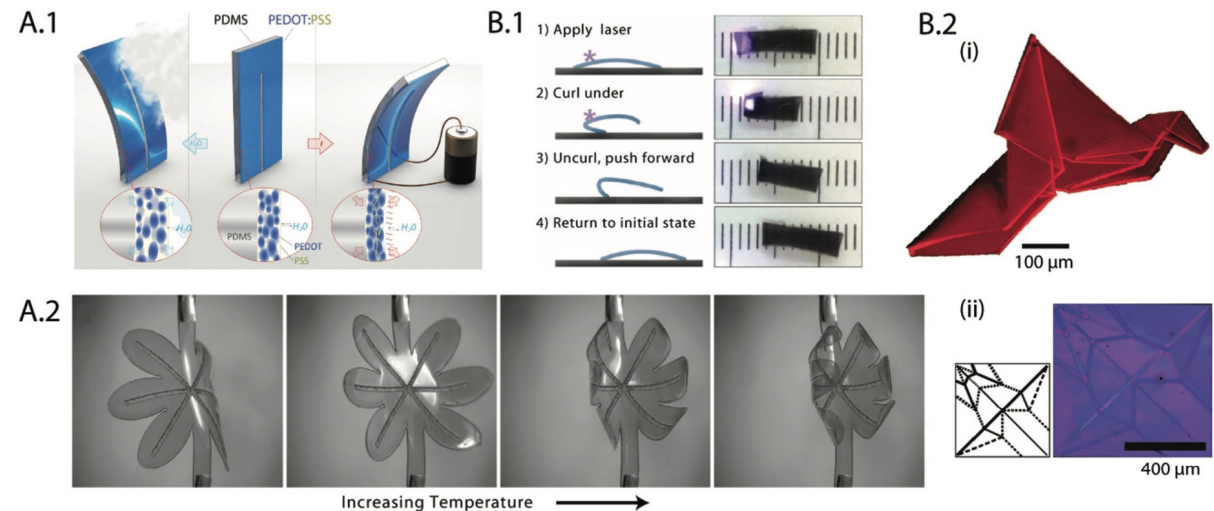 A.1
PDMS
PEDOT:PSS
H₂O
I
H₂O
PDMS
H₂O
PEDOT
PSS
H₂O
B.1
1) Apply laser
*
2) Curl under
*
3) Uncurl, push forward
4) Return to initial state
B.2
(i)
100 µm
A.2
Increasing Temperature
(ii)
400 µm